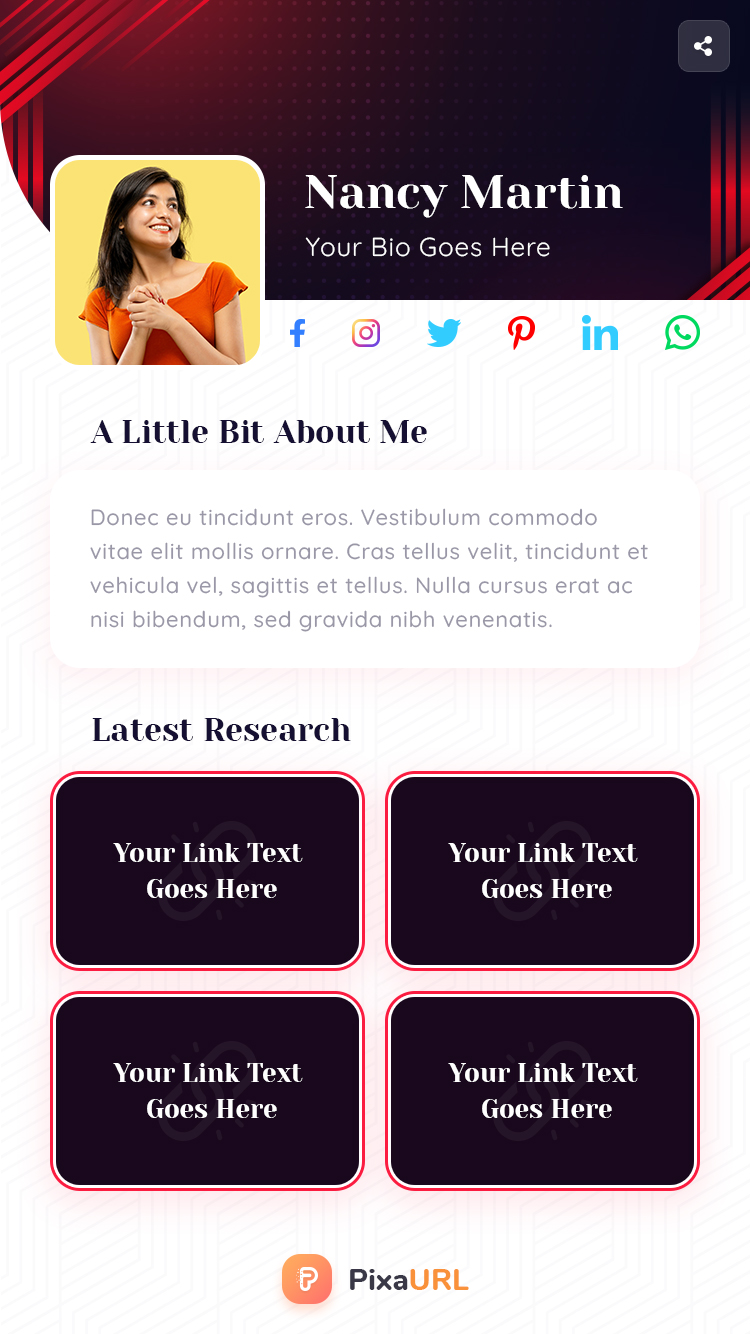 Nancy Martin
Your Bio Goes Here
A Little Bit About Me
Donec eu tincidunt eros. Vestibulum commodo
vitae elit mollis ornare. Cras tellus velit, tincidunt et
vehicula vel, sagittis et tellus. Nulla cursus erat ac
nisi bibendum, sed gravida nibh venenatis.
Latest Research
Your Link Text
Goes Here
Your Link Text
Goes Here
Your Link Text
Goes Here
Your Link Text
Goes Here
PixaURL